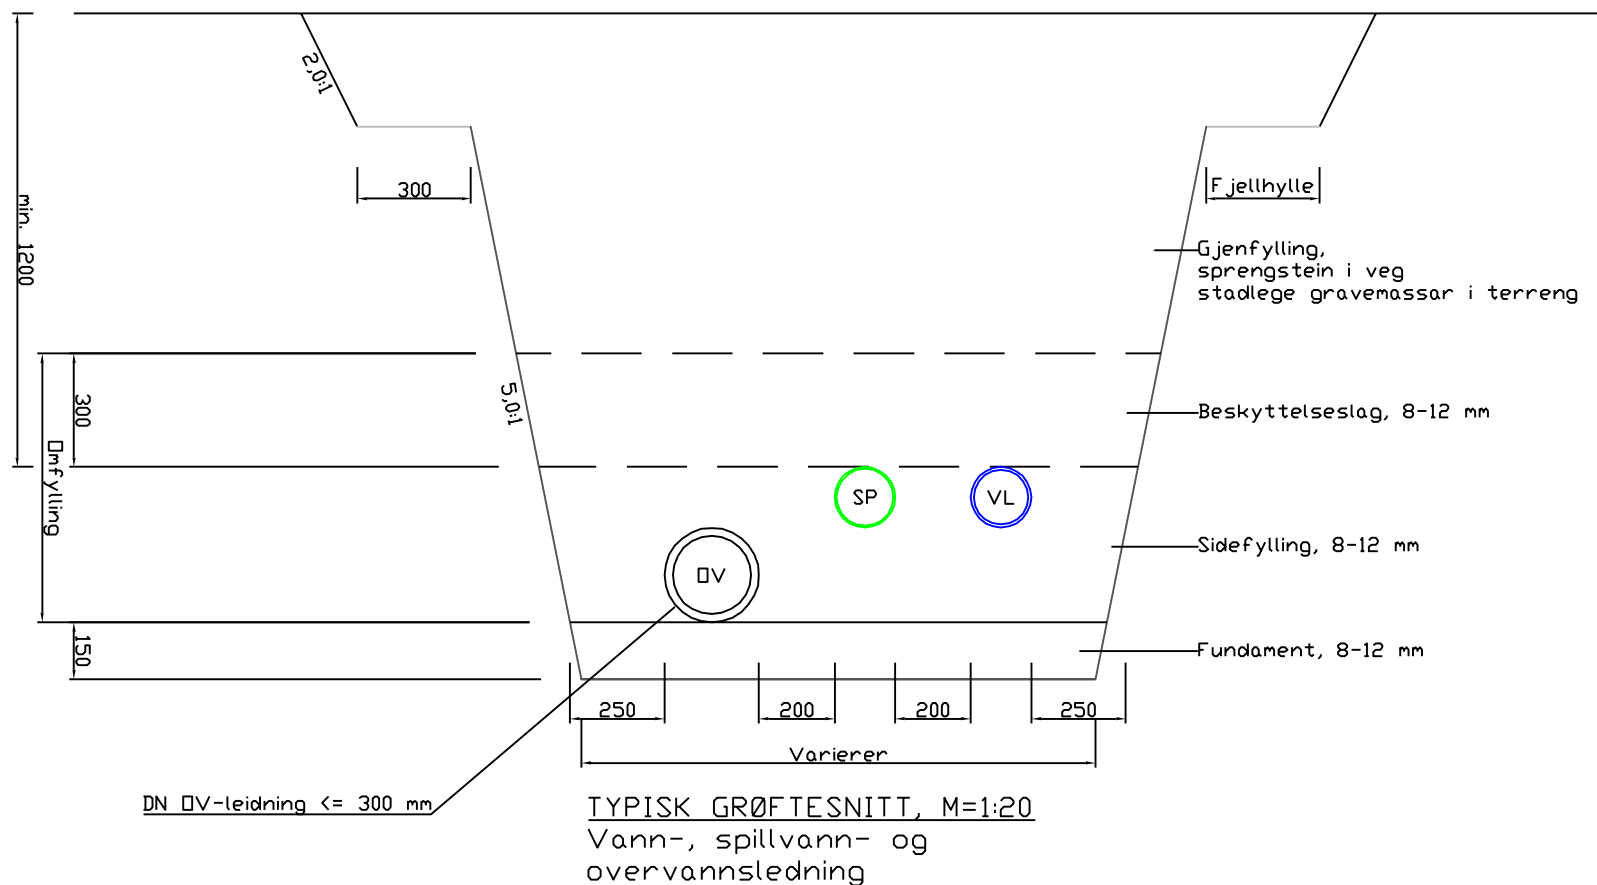 2,0:1
300
Fjellhylle
min. 1200
Gjenfylling,
sprengstein i veg
stadlege gravemassar i terreng
5,0:1
300
Beskyttelseslag, 8-12 mm
Omfylling
SP
VL
Sidefylling, 8-12 mm
OV
150
Fundament, 8-12 mm
250
200
200
250
Varierer
DN OV-leidning <= 300 mm
TYPISK GRØFTESNITT, M=1:20
Vann-, spillvann- og
overvannsledning